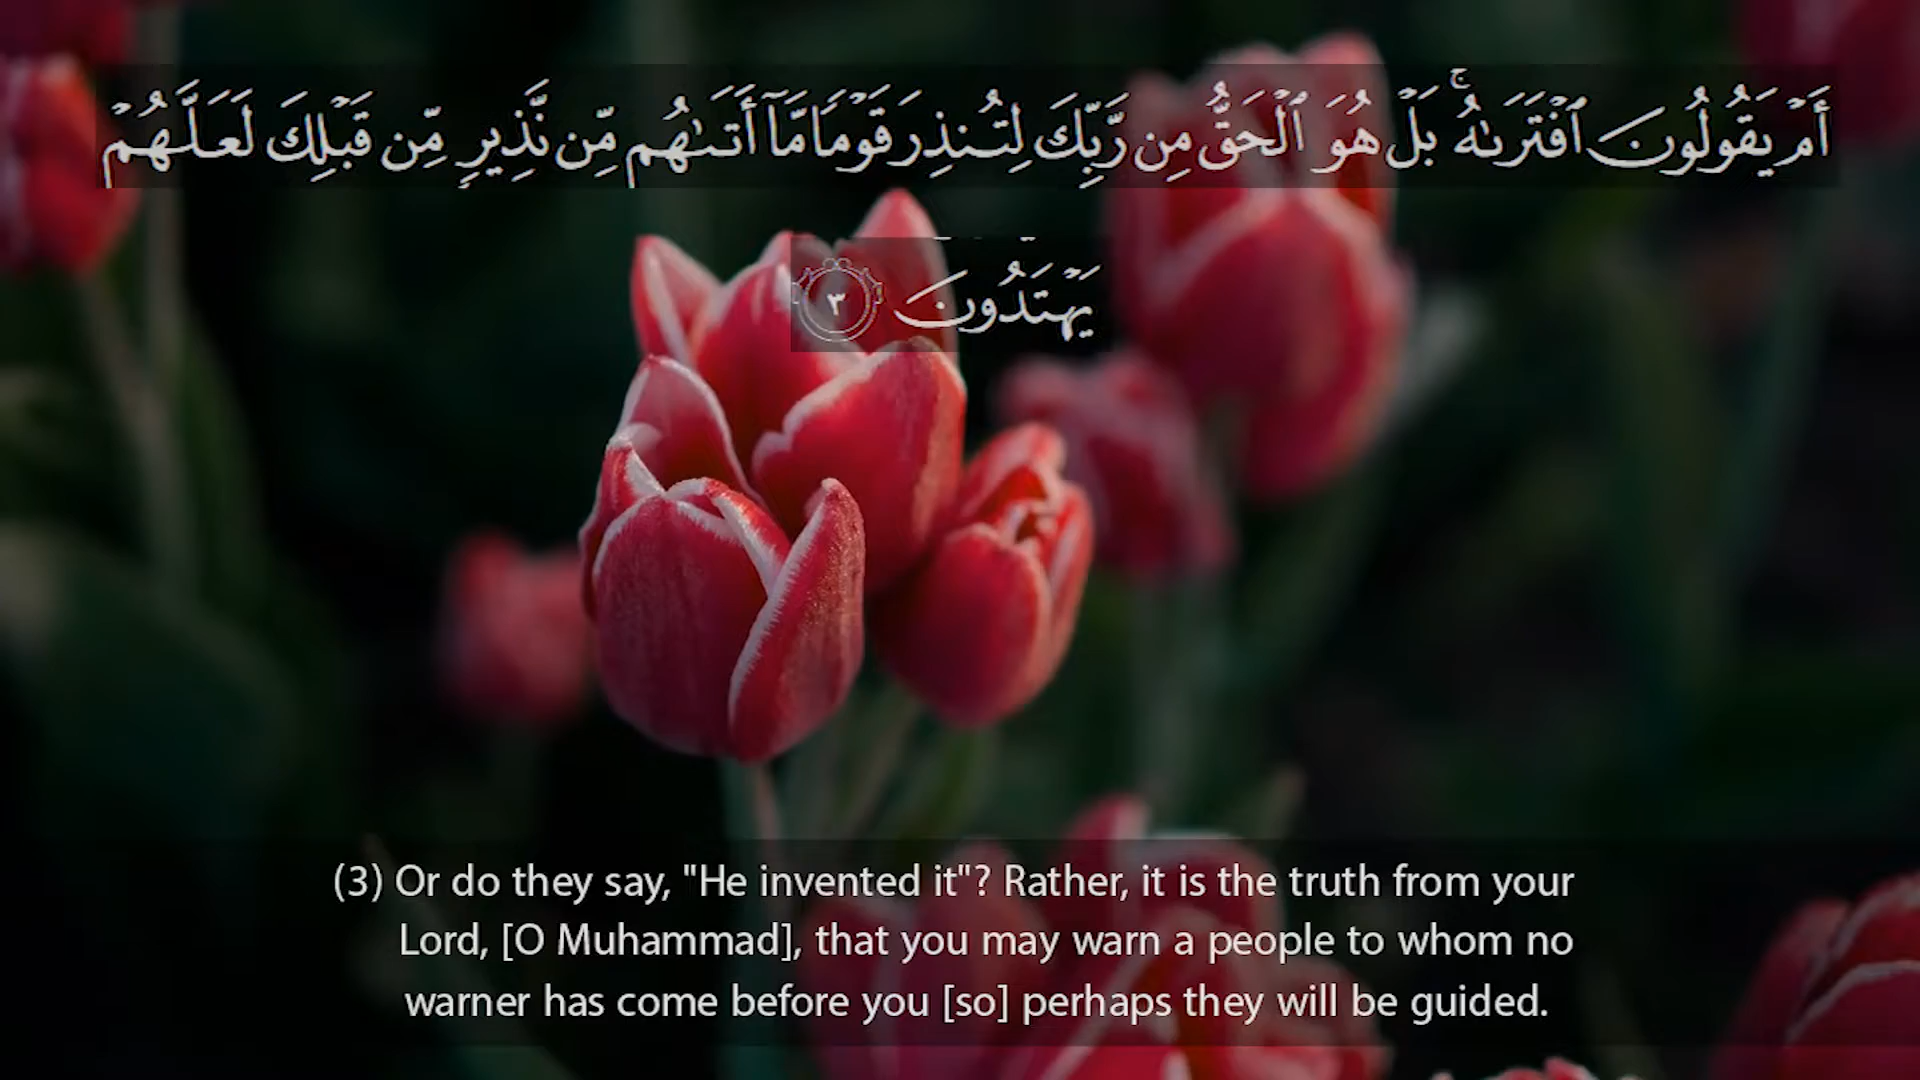 أَمْ يَقُولُونَ ٱفْتَرَىٰهُ ۚ بَلْ هُوَ ٱلْحَقُّ مِن رَّبِّكَ لِتُنذِرَ قَوْمًا مَّآ أَتَىٰهُم مِّن نَّذِيرٍ مِّن قَبْلِكَ لَعَلَّهُمْ
يَهْتَدُونَ ٣
(3) Or do they say, "He invented it"? Rather, it is the truth from your
Lord, [O Muhammad], that you may warn a people to whom no
warner has come before you [so] perhaps they will be guided.